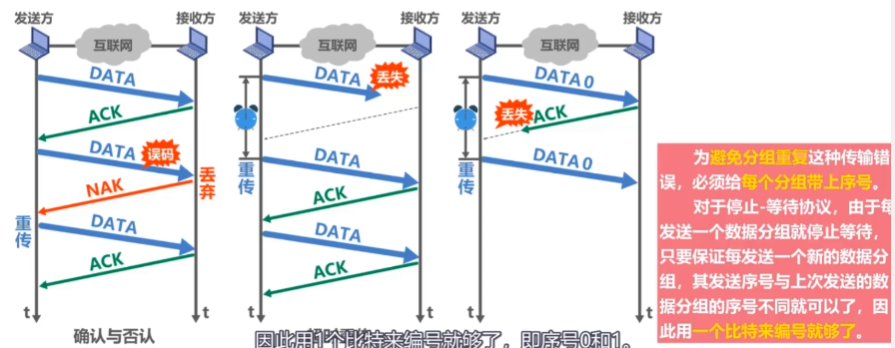 发送方
接收方
互联网
DATA
ACK
DATA
误码
丢弃
NAK
重传
DATA
ACK
t
t
确认与否认
发送方
接收方
互联网
DATA
丢失
重传
DATA
ACK
DATA
ACK
t
t
发送方
接收方
互联网
DATA 0
丢失
ACK
重传
DATA 0
t
t
为避免分组重复这种传输错
误，必须给每个分组带上序号。
对于停止-等待协议，由于每
发送一个数据分组就停止等待，
只要保证每发送一个新的数据分
组，其发送序号与上次发送的数
据分组的序号不同就可以了，因
此用一个比特来编号就够了。
因此用1个比特来编号就够了，即序号0和1。